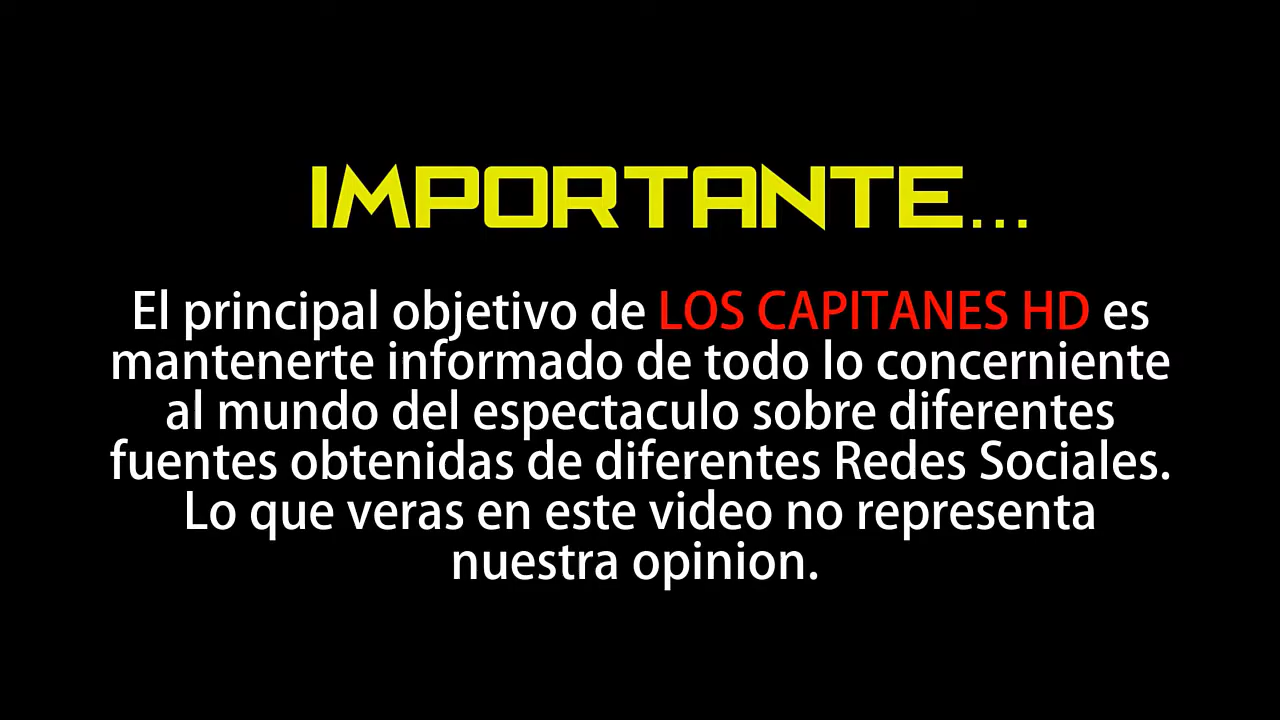 IMPORTANTE...
El principal objetivo de LOS CAPITANES HD es
mantenerte informado de todo lo concerniente
al mundo del espectaculo sobre diferentes
fuentes obtenidas de diferentes Redes Sociales.
Lo que veras en este video no representa
nuestra opinion.